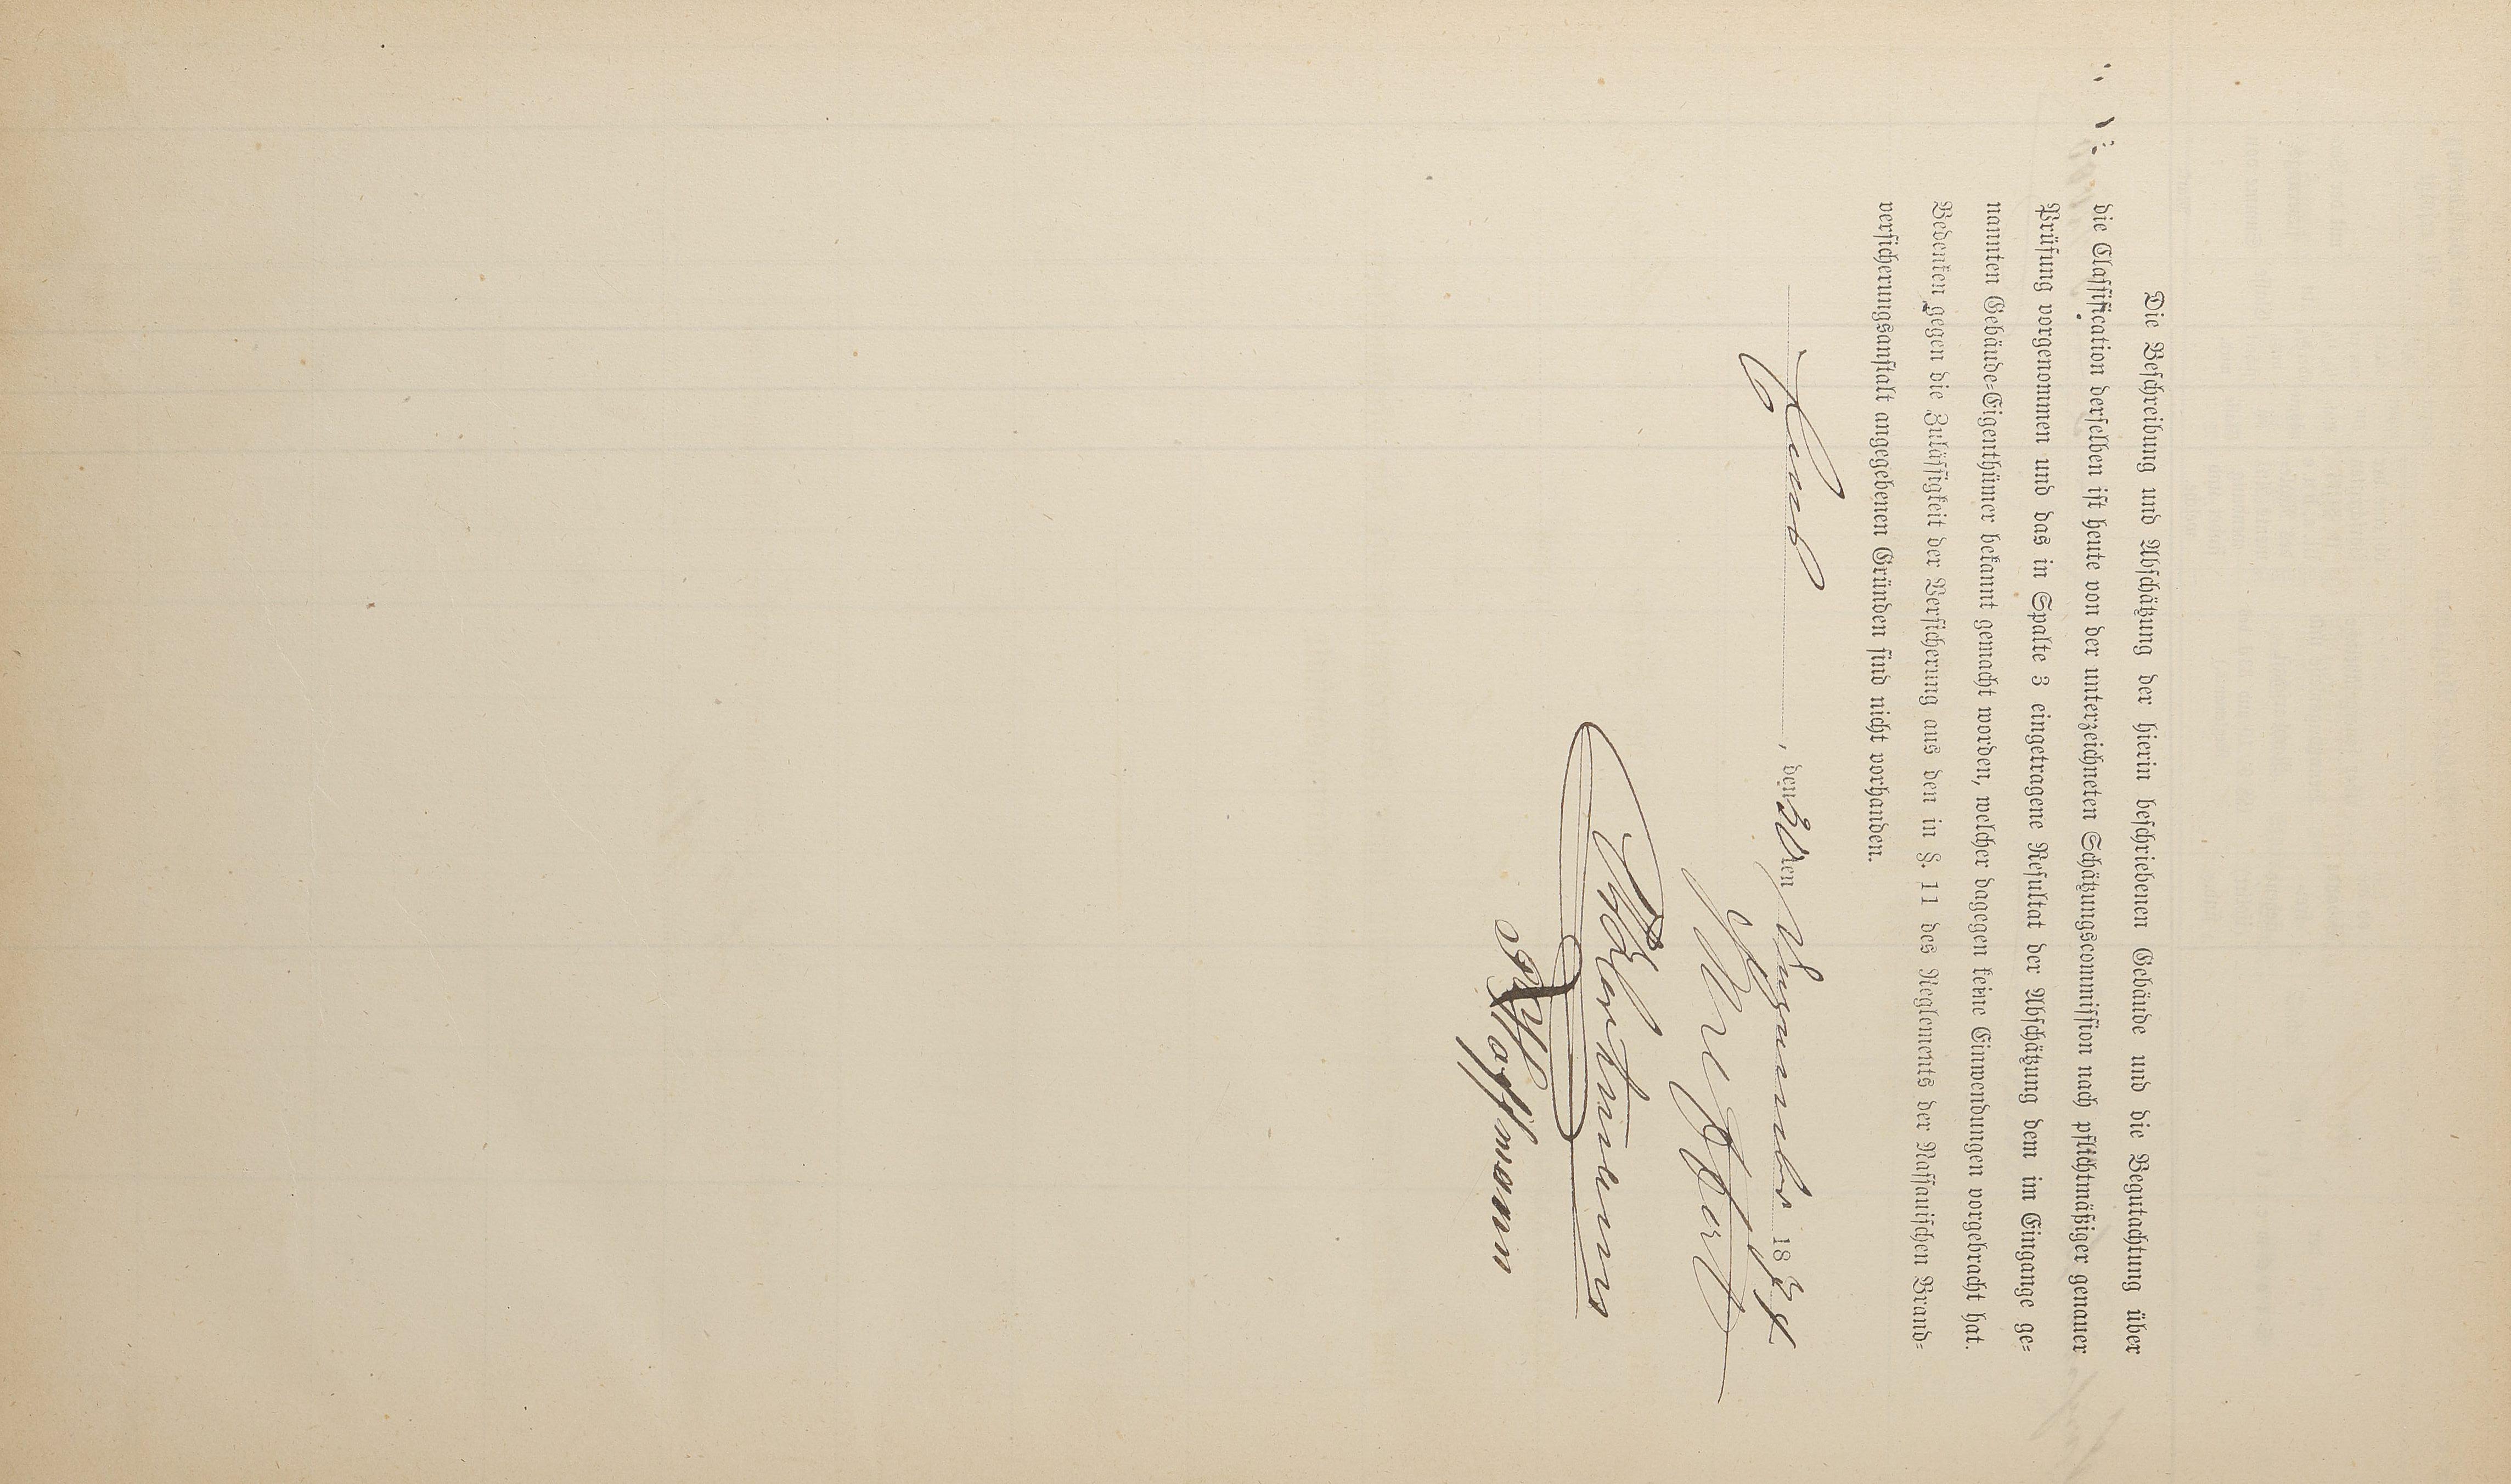 Die Beschreibung und Abschätzung der hierin beschriebenen Gebäude und die Begutachtung über
die Classification derselben ist heute von der unterzeichneten Schätzungscommission nach pflichtmäßiger genauer
Prüfung vorgenommen und das in Spalte 3 eingetragene Resultat der Abschätzung dem im Eingange ge=
nannten Gebäude=Eigenthümer bekannt gemacht worden, welcher dagegen keine Einwendungen vorgebracht hat.
Bedenken gegen die Zulässigkeit der Versicherung aus den in §. 11 des Reglements der Nassauischen Brand=
versicherungsanstalt angegebenen Gründen sind nicht vorhanden.
, den 30ten November 18
Hoffmann